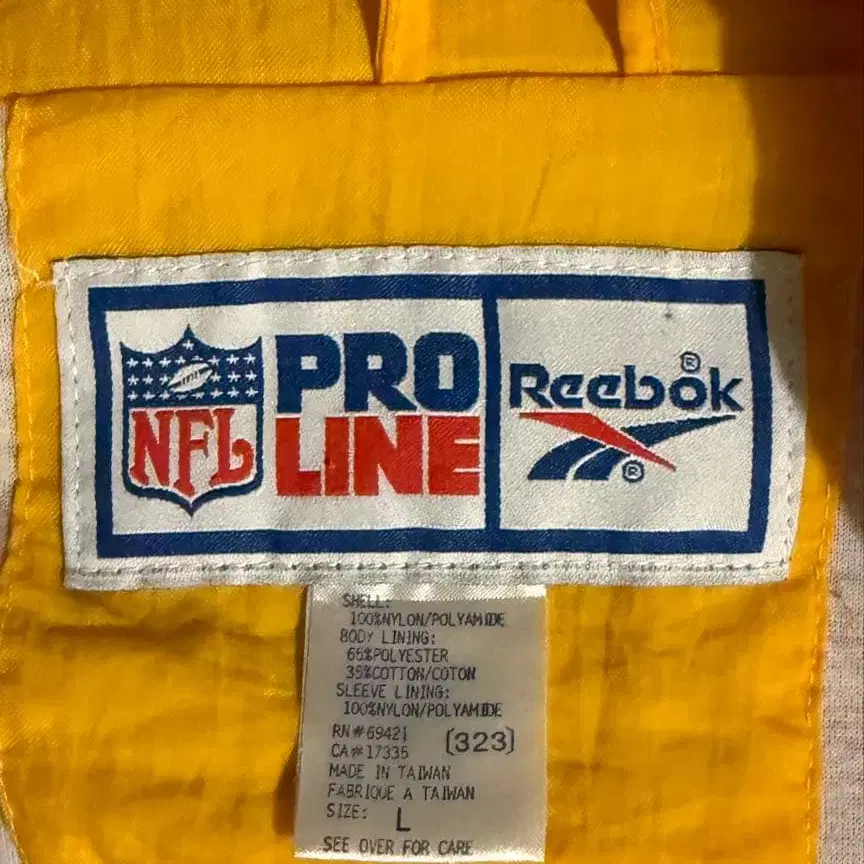 NFL
PRO
LINE
Reebok®
®
SHELL:
100%NYLON/POLYAMIDE
BODY LINING:
65%POLYESTER
35%COTTON/COTON
SLEEVE LINING:
100%NYLON/POLYAMIDE
RN#69421
CA#17335 (323)
MADE IN TAIWAN
FABRIQUE A TAIWAN
SIZE: L
SEE OVER FOR CARE